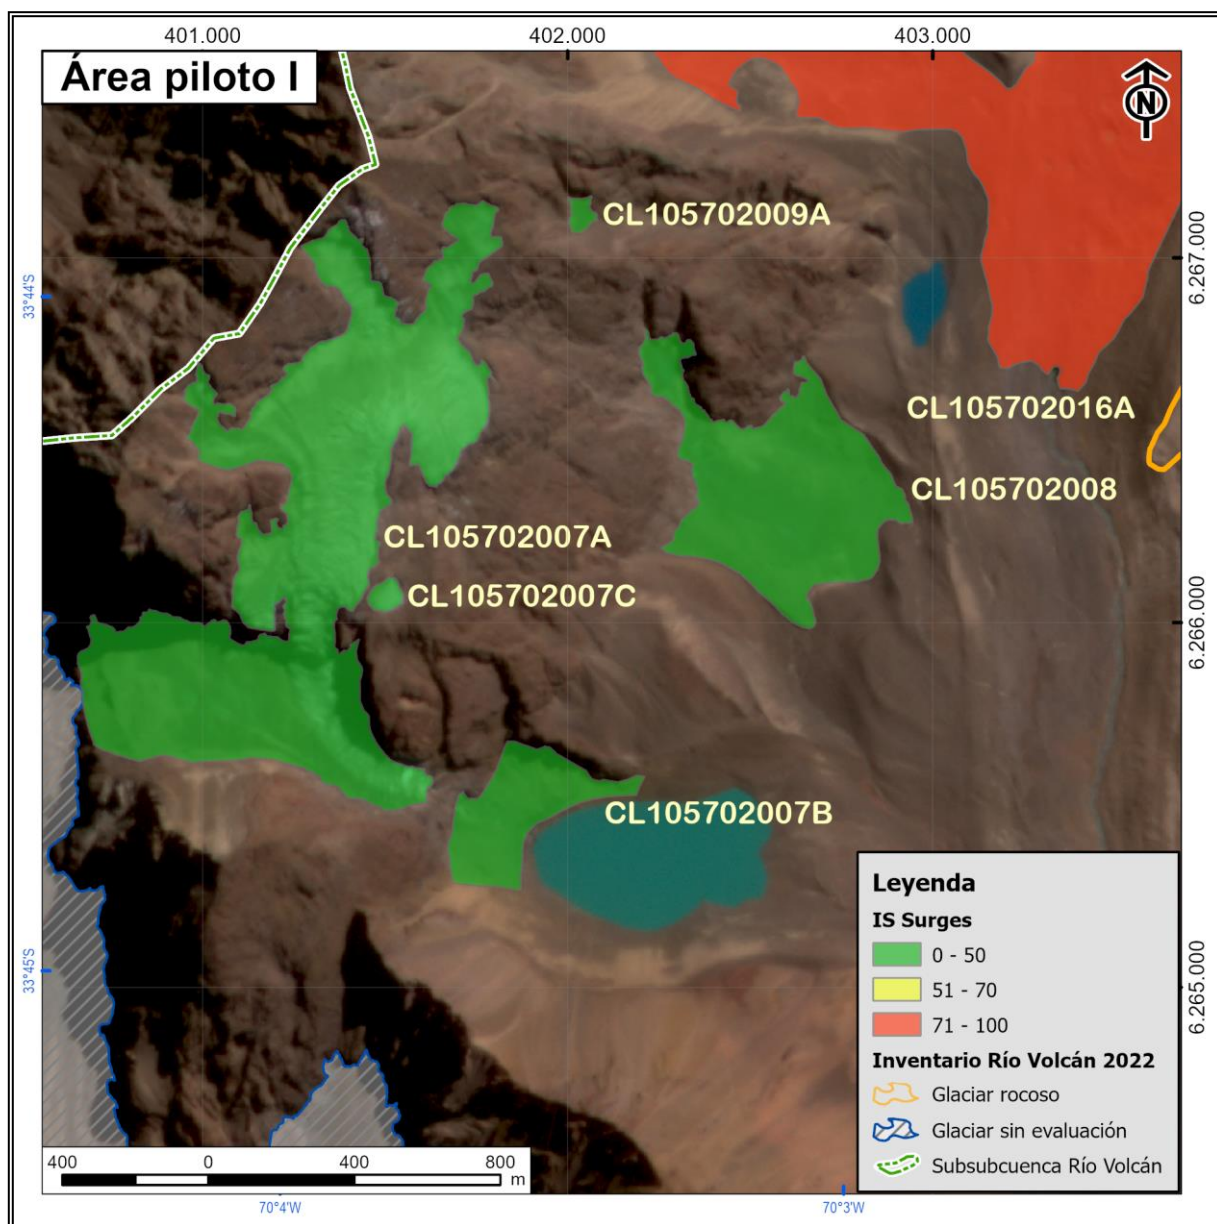 401.000
402.000
403.000
Área piloto I
N
CL105702009A
6.267.000
33°44'S
CL105702016A
CL105702008
CL105702007A
CL105702007C
6.266.000
CL105702007B
Leyenda
IS Surges
0 - 50
51 - 70
71 - 100
33°45'S
6.265.000
Inventario Río Volcán 2022
Glaciar rocoso
Glaciar sin evaluación
Subsubcuenca Río Volcán
400 0 400 800
m
70°4'W
70°3'W